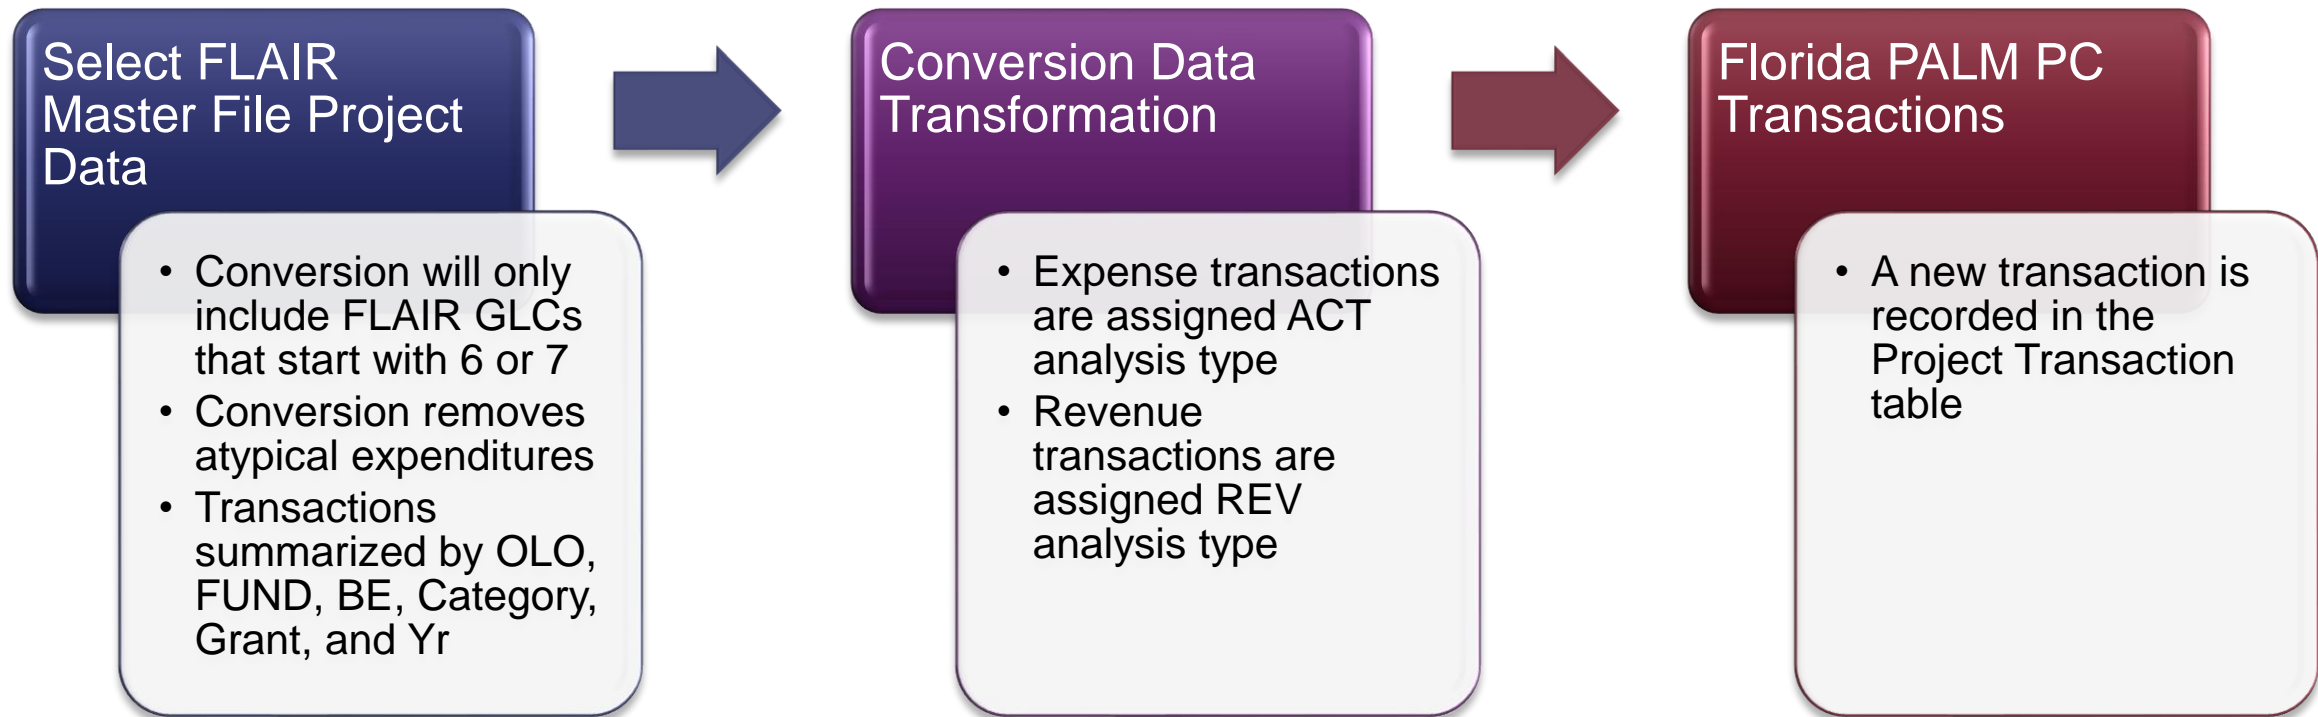 Select FLAIR
Master File Project
Data
• Conversion will only
include FLAIR GLCs
that start with 6 or 7
• Conversion removes
atypical expenditures
• Transactions
summarized by OLO,
FUND, BE, Category,
Grant, and Yr
Conversion Data
Transformation
• Expense transactions
are assigned ACT
analysis type
• Revenue
transactions are
assigned REV
analysis type
Florida PALM PC
Transactions
• A new transaction is
recorded in the
Project Transaction
table